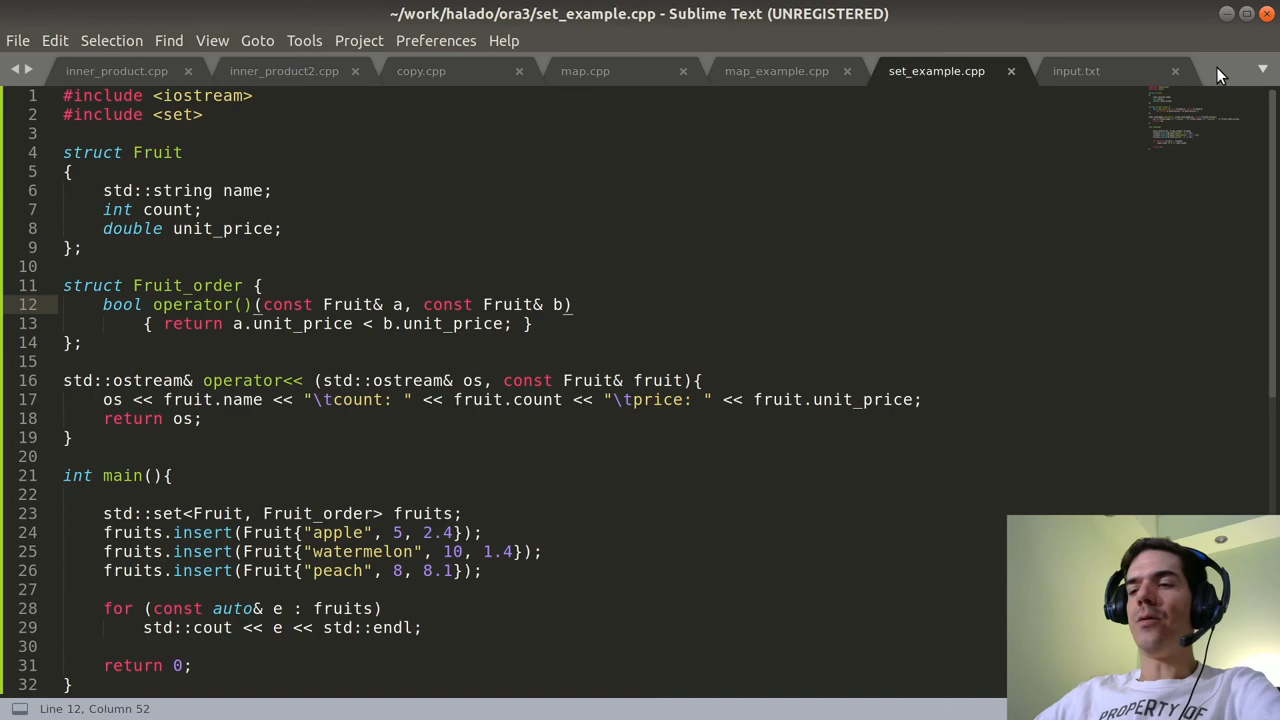 ~/work/halado/ora3/set_example.cpp - Sublime Text (UNREGISTERED)
File Edit Selection Find View Goto Tools Project Preferences Help
inner_product.cpp inner_product2.cpp copy.cpp map.cpp map_example.cpp set_example.cpp input.txt
1 #include <iostream>
2 #include <set>
3
4 struct Fruit
5 {
6 std::string name;
7 int count;
8 double unit_price;
9 };
10
11 struct Fruit_order {
12 bool operator()(const Fruit& a, const Fruit& b)
13 { return a.unit_price < b.unit_price; }
14 };
15
16 std::ostream& operator<< (std::ostream& os, const Fruit& fruit){
17 os << fruit.name << "\tcount: " << fruit.count << "\tprice: " << fruit.unit_price;
18 return os;
19 }
20
21 int main(){
22
23 std::set<Fruit, Fruit_order> fruits;
24 fruits.insert(Fruit{"apple", 5, 2.4});
25 fruits.insert(Fruit{"watermelon", 10, 1.4});
26 fruits.insert(Fruit{"peach", 8, 8.1});
27
28 for (const auto& e : fruits)
29 std::cout << e << std::endl;
30
31 return 0;
32 }
PROPERTY OF
Line 12, Column 52